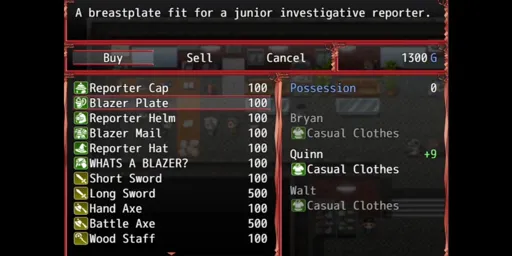 A breastplate fit for a junior investigative reporter.
Buy Sell Cancel 1300 G
Reporter Cap 100
Blazer Plate 100
Reporter Helm 100
Blazer Mail 100
Reporter Hat 100
WHATS A BLAZER? 100
Short Sword 100
Long Sword 500
Hand Axe 100
Battle Axe 500
Wood Staff 100
Possession 0
Bryan
Casual Clothes
Quinn +9
Casual Clothes
Walt
Casual Clothes